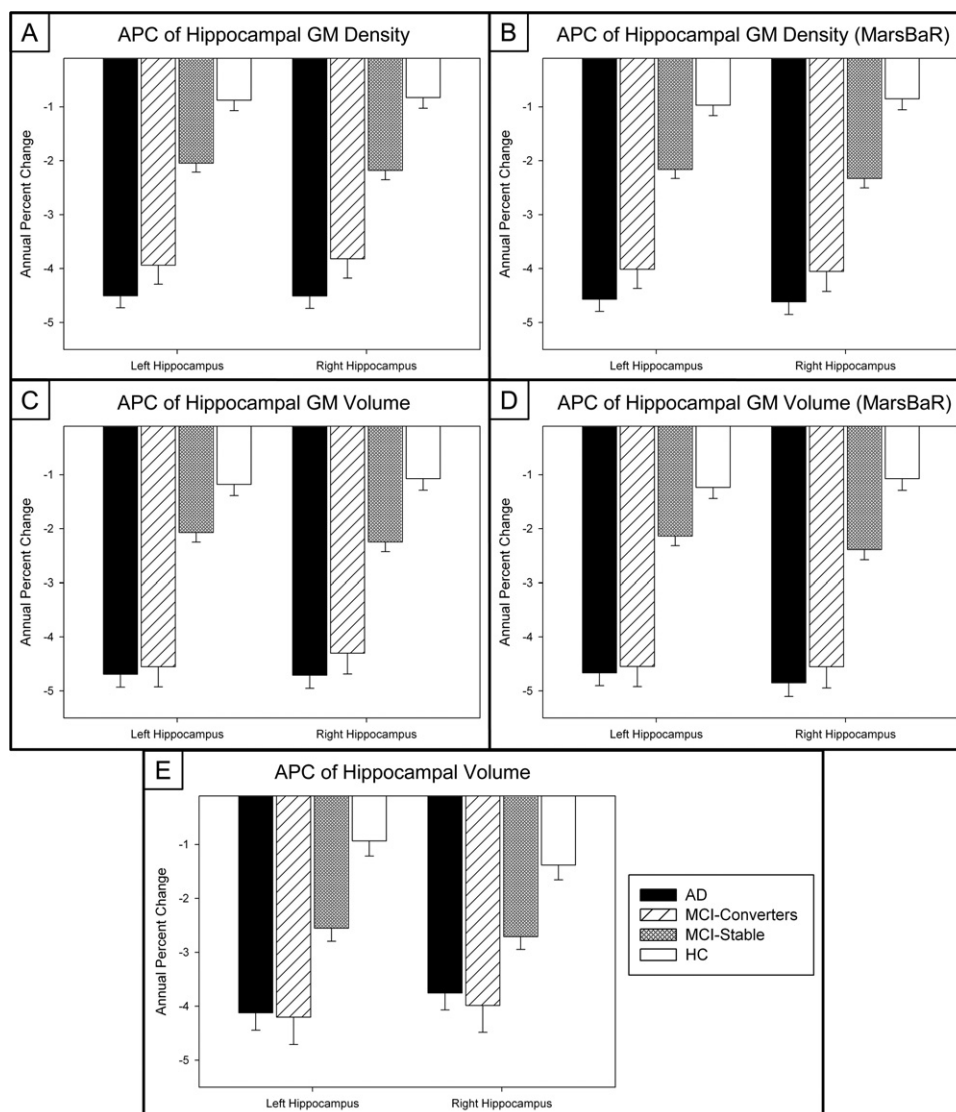 A
APC of Hippocampal GM Density
Annual Percent Change
-1
-2
-3
-4
-5
Left Hippocampus Right Hippocampus
B
APC of Hippocampal GM Density (MarsBaR)
Annual Percent Change
-1
-2
-3
-4
-5
Left Hippocampus Right Hippocampus
C
APC of Hippocampal GM Volume
Annual Percent Change
-1
-2
-3
-4
-5
Left Hippocampus Right Hippocampus
D
APC of Hippocampal GM Volume (MarsBaR)
Annual Percent Change
-1
-2
-3
-4
-5
Left Hippocampus Right Hippocampus
E
APC of Hippocampal Volume
Annual Percent Change
-1
-2
-3
-4
-5
Left Hippocampus Right Hippocampus
AD
MCI-Converters
MCI-Stable
HC